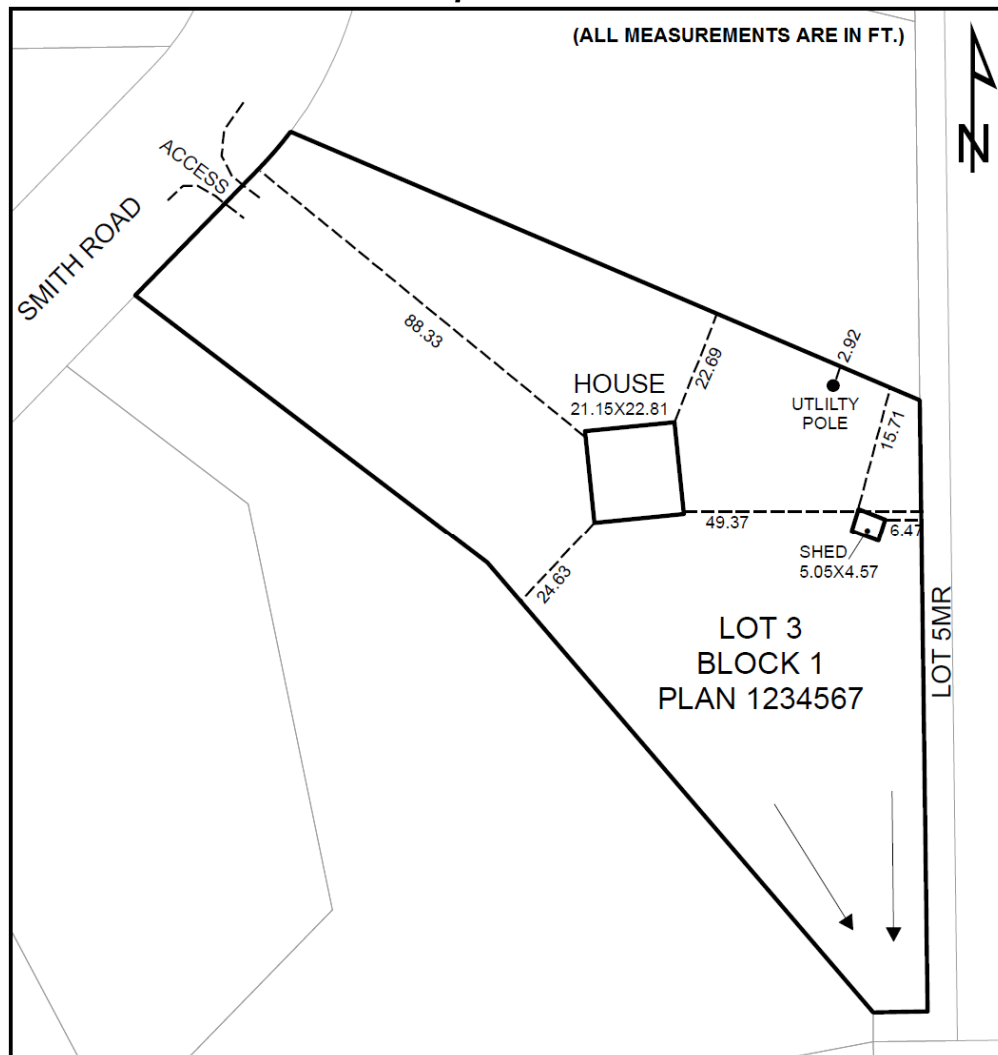 (ALL MEASUREMENTS ARE IN FT.)
N
ACCESS
SMITH ROAD
88.33
22.69
2.92
HOUSE
21.15X22.81
UTLILTY
POLE
15.71
49.37
6.47
SHED
5.05X4.57
24.63
LOT 3
BLOCK 1
PLAN 1234567
LOT 5MR